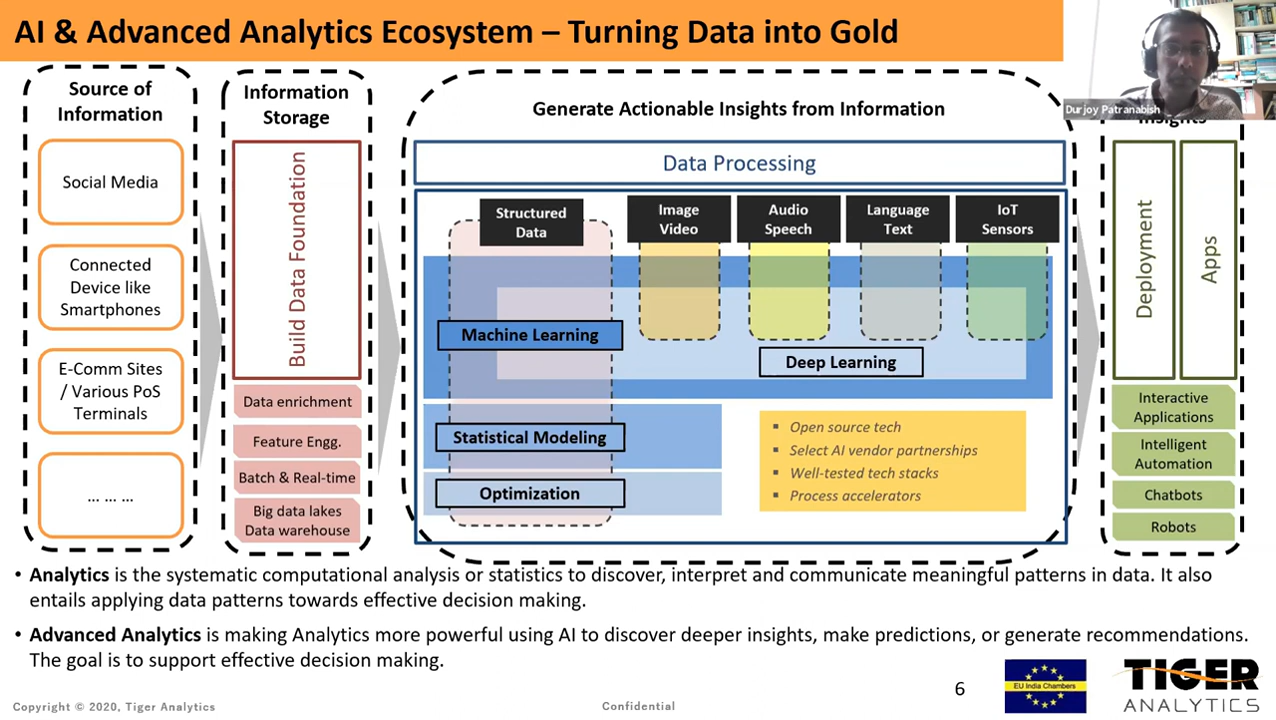 AI & Advanced Analytics Ecosystem – Turning Data into Gold
Durjoy Patranabish
Source of
Information
Social Media
Connected
Device like
Smartphones
E-Comm Sites
/ Various PoS
Terminals
... ... ...
Information
Storage
Build Data Foundation
Data enrichment
Feature Engg.
Batch & Real-time
Big data lakes
Data warehouse
Generate Actionable Insights from Information
Data Processing
Structured
Data
Image
Video
Audio
Speech
Language
Text
IoT
Sensors
Machine Learning
Deep Learning
Statistical Modeling
Optimization
▪ Open source tech
▪ Select AI vendor partnerships
▪ Well-tested tech stacks
▪ Process accelerators
Insights
Deployment
Apps
Interactive
Applications
Intelligent
Automation
Chatbots
Robots
• Analytics is the systematic computational analysis or statistics to discover, interpret and communicate meaningful patterns in data. It also
entails applying data patterns towards effective decision making.
• Advanced Analytics is making Analytics more powerful using AI to discover deeper insights, make predictions, or generate recommendations.
The goal is to support effective decision making.
6
EU India Chambers
TIGER
ANALYTICS
Copyright © 2020, Tiger Analytics
Confidential